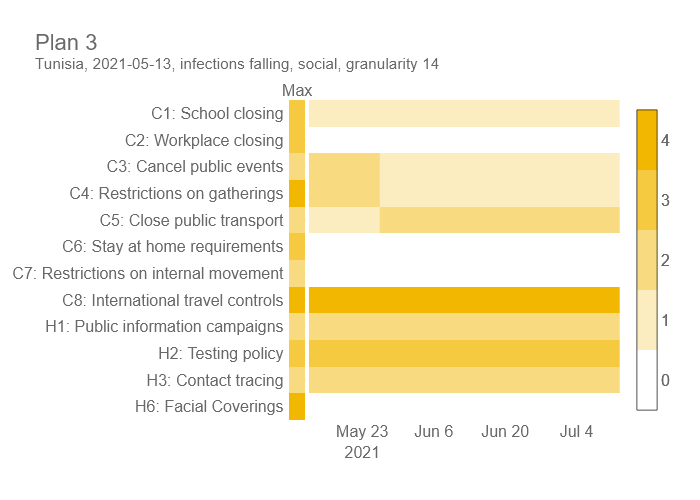 Plan 3
Tunisia, 2021-05-13, infections falling, social, granularity 14
Max
C1: School closing
C2: Workplace closing
C3: Cancel public events
C4: Restrictions on gatherings
C5: Close public transport
C6: Stay at home requirements
C7: Restrictions on internal movement
C8: International travel controls
H1: Public information campaigns
H2: Testing policy
H3: Contact tracing
H6: Facial Coverings
May 23 Jun 6 Jun 20 Jul 4
2021
4
3
2
1
0